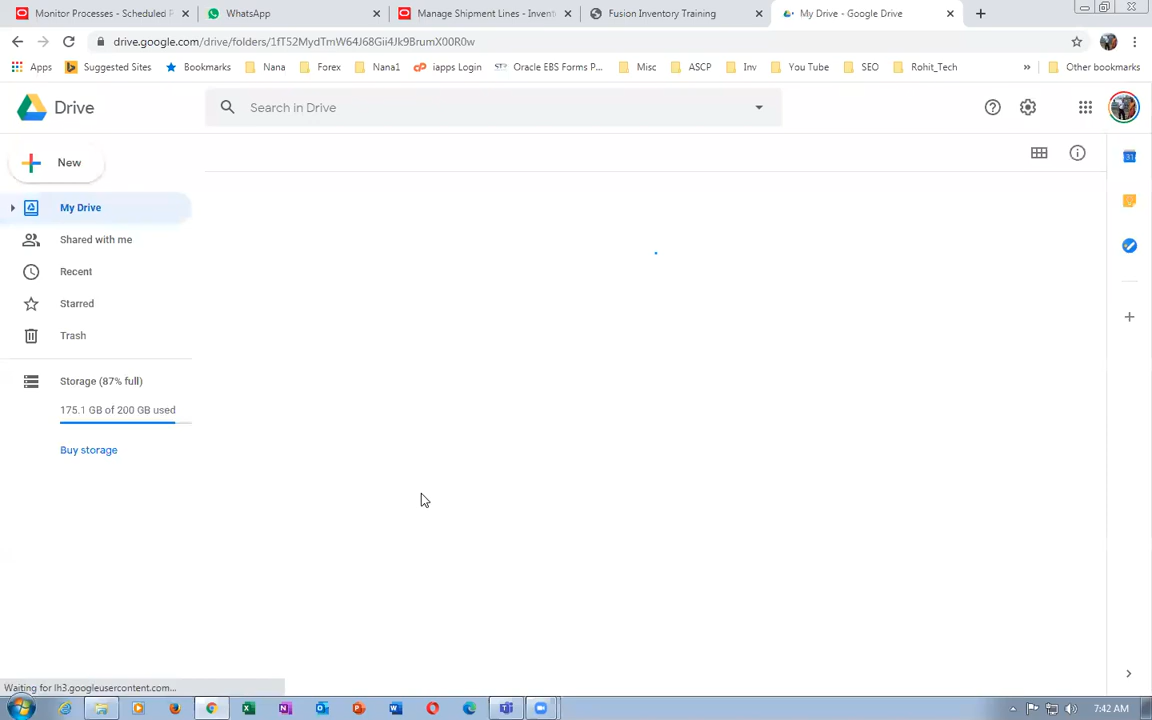 Monitor Processes - Scheduled P
WhatsApp
Manage Shipment Lines - Invent
Fusion Inventory Training
My Drive - Google Drive
drive.google.com/drive/folders/1fT52MydTmW64J68Gii4Jk9BrumX00R0w
Apps
Suggested Sites
Bookmarks
Nana
Forex
Nana1
iapps Login
Oracle EBS Forms P...
Misc
ASCP
Inv
You Tube
SEO
Rohit_Tech
»
Other bookmarks
Drive
Search in Drive
New
My Drive
Shared with me
Recent
Starred
Trash
Storage (87% full)
175.1 GB of 200 GB used
Buy storage
31
Waiting for lh3.googleusercontent.com...
7:42 AM